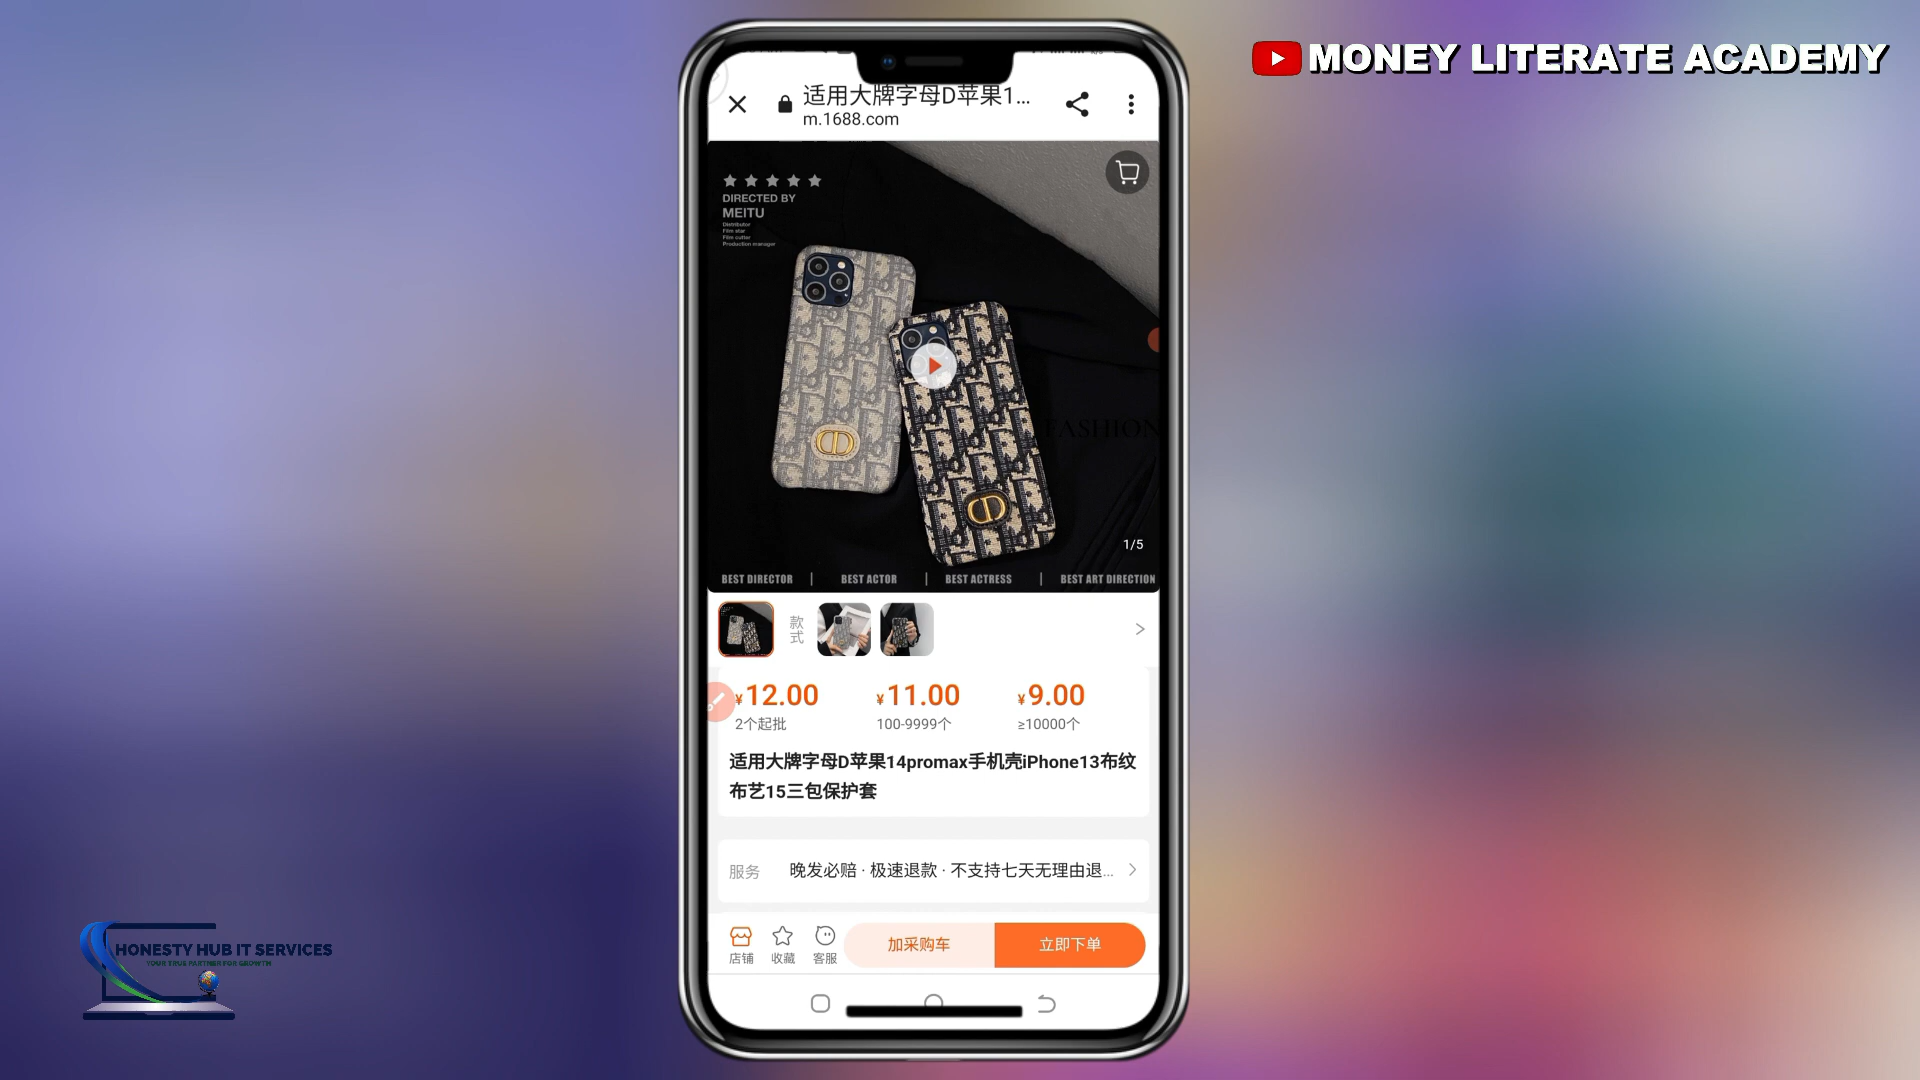 MONEY LITERATE ACADEMY
适用大牌字母D苹果1...
m.1688.com
DIRECTED BY
MEITU
Distributor
Film star
Film cutter
Production manager
FASHION
1/5
BEST DIRECTOR | BEST ACTOR | BEST ACTRESS | BEST ART DIRECTION
款式
¥12.00 ¥11.00 ¥9.00
2个起批 100-9999个 ≥10000个
适用大牌字母D苹果14promax手机壳iPhone13布纹
布艺15三包保护套
服务 晚发必赔 · 极速退款 · 不支持七天无理由退...
店铺 收藏 客服 加采购车 立即下单
HONESTY HUB IT SERVICES
YOUR TRUE PARTNER FOR GROWTH